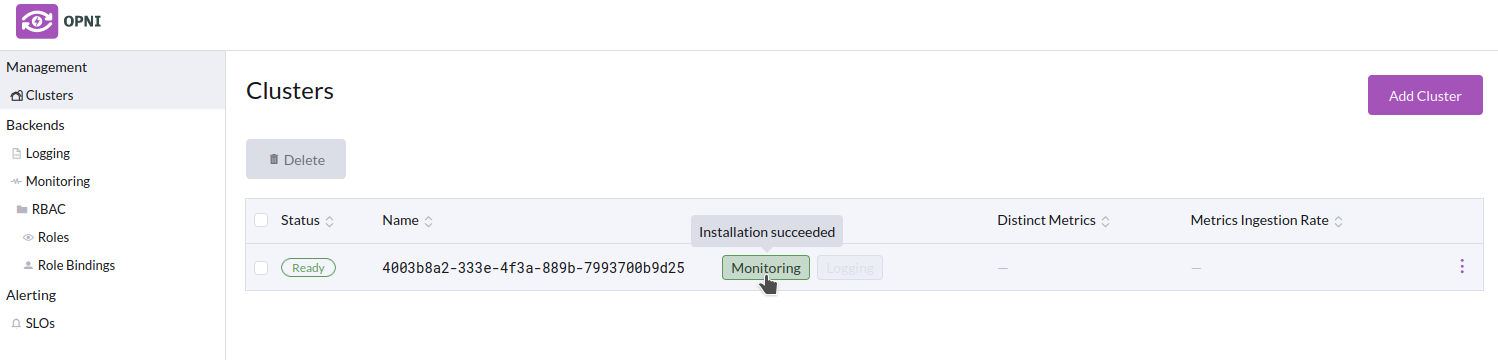 OPNI
Management
Clusters
Backends
Logging
Monitoring
RBAC
Roles
Role Bindings
Alerting
SLOs
Clusters
Add Cluster
Delete
Status Name Distinct Metrics Metrics Ingestion Rate
Installation succeeded
Ready 4003b8a2-333e-4f3a-889b-7993700b9d25 Monitoring Logging — —